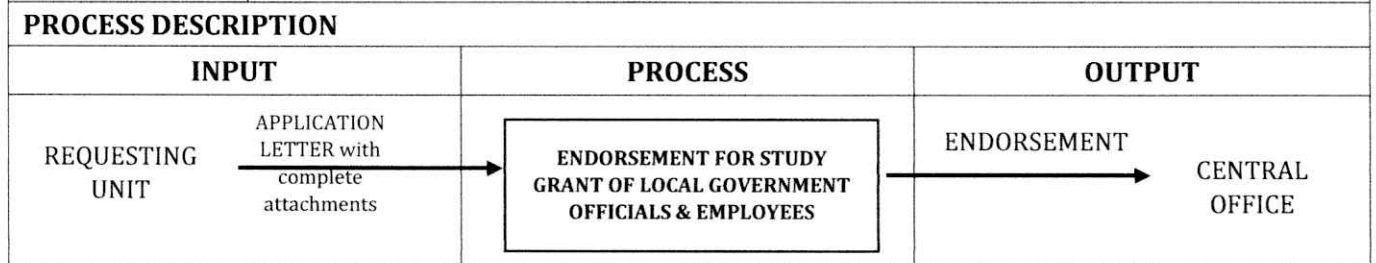 PROCESS DESCRIPTION
INPUT
PROCESS
OUTPUT
REQUESTING
UNIT
APPLICATION
LETTER with
complete
attachments
ENDORSEMENT FOR STUDY
GRANT OF LOCAL GOVERNMENT
OFFICIALS & EMPLOYEES
ENDORSEMENT
CENTRAL
OFFICE